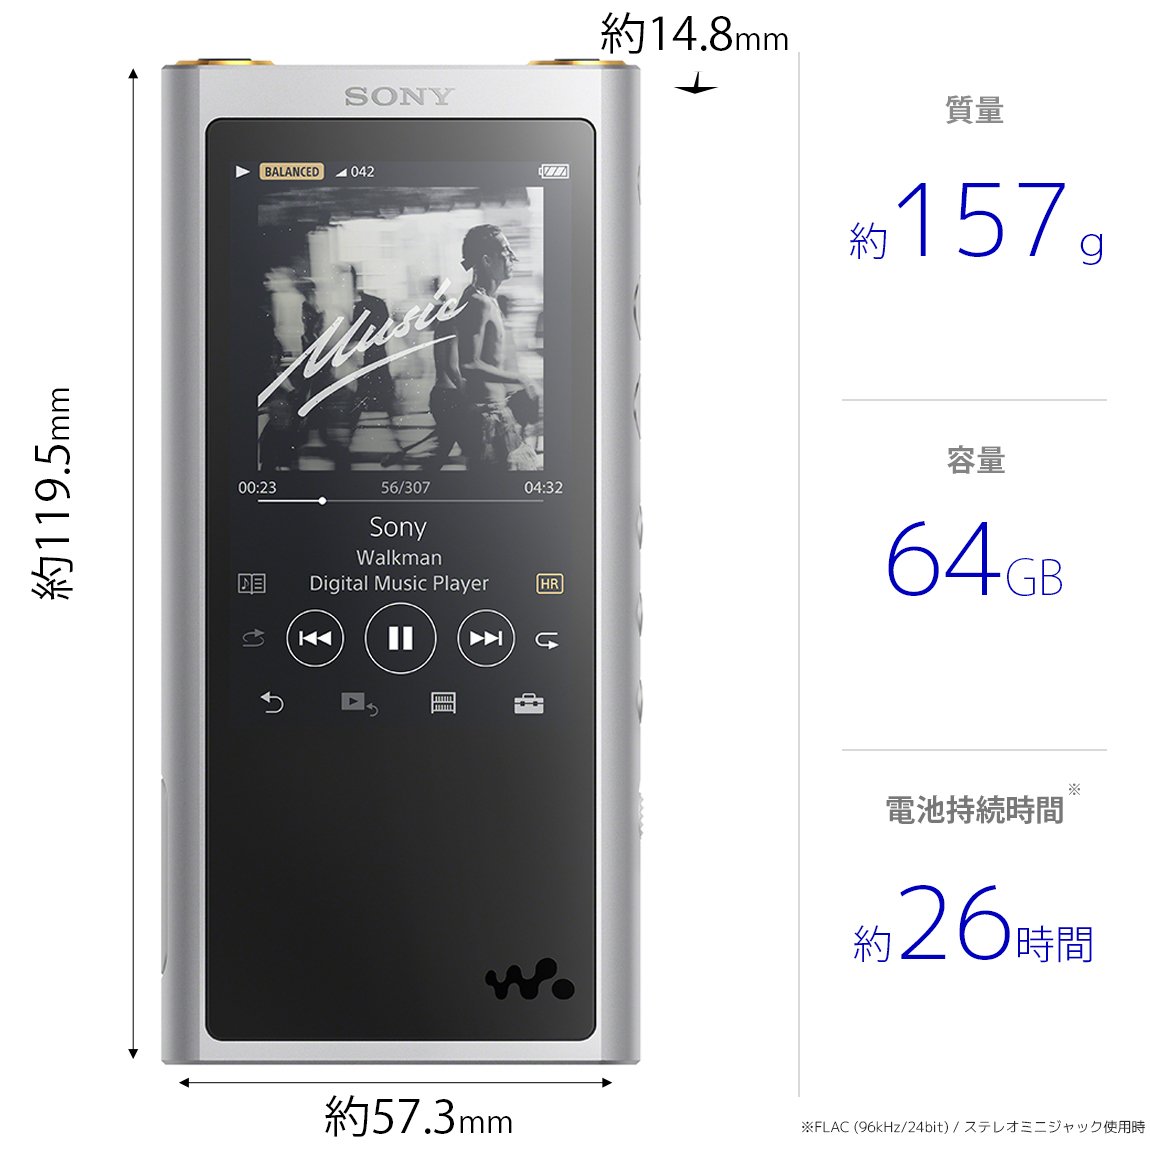 約14.8mm
SONY
BALANCED 042
Music
00:23 56/307 04:32
Sony
Walkman
Digital Music Player
HR
約119.5mm
約57.3mm
質量
約157g
容量
64GB
電池持続時間※
約26時間
※FLAC (96kHz/24bit) / ステレオミニジャック使用時